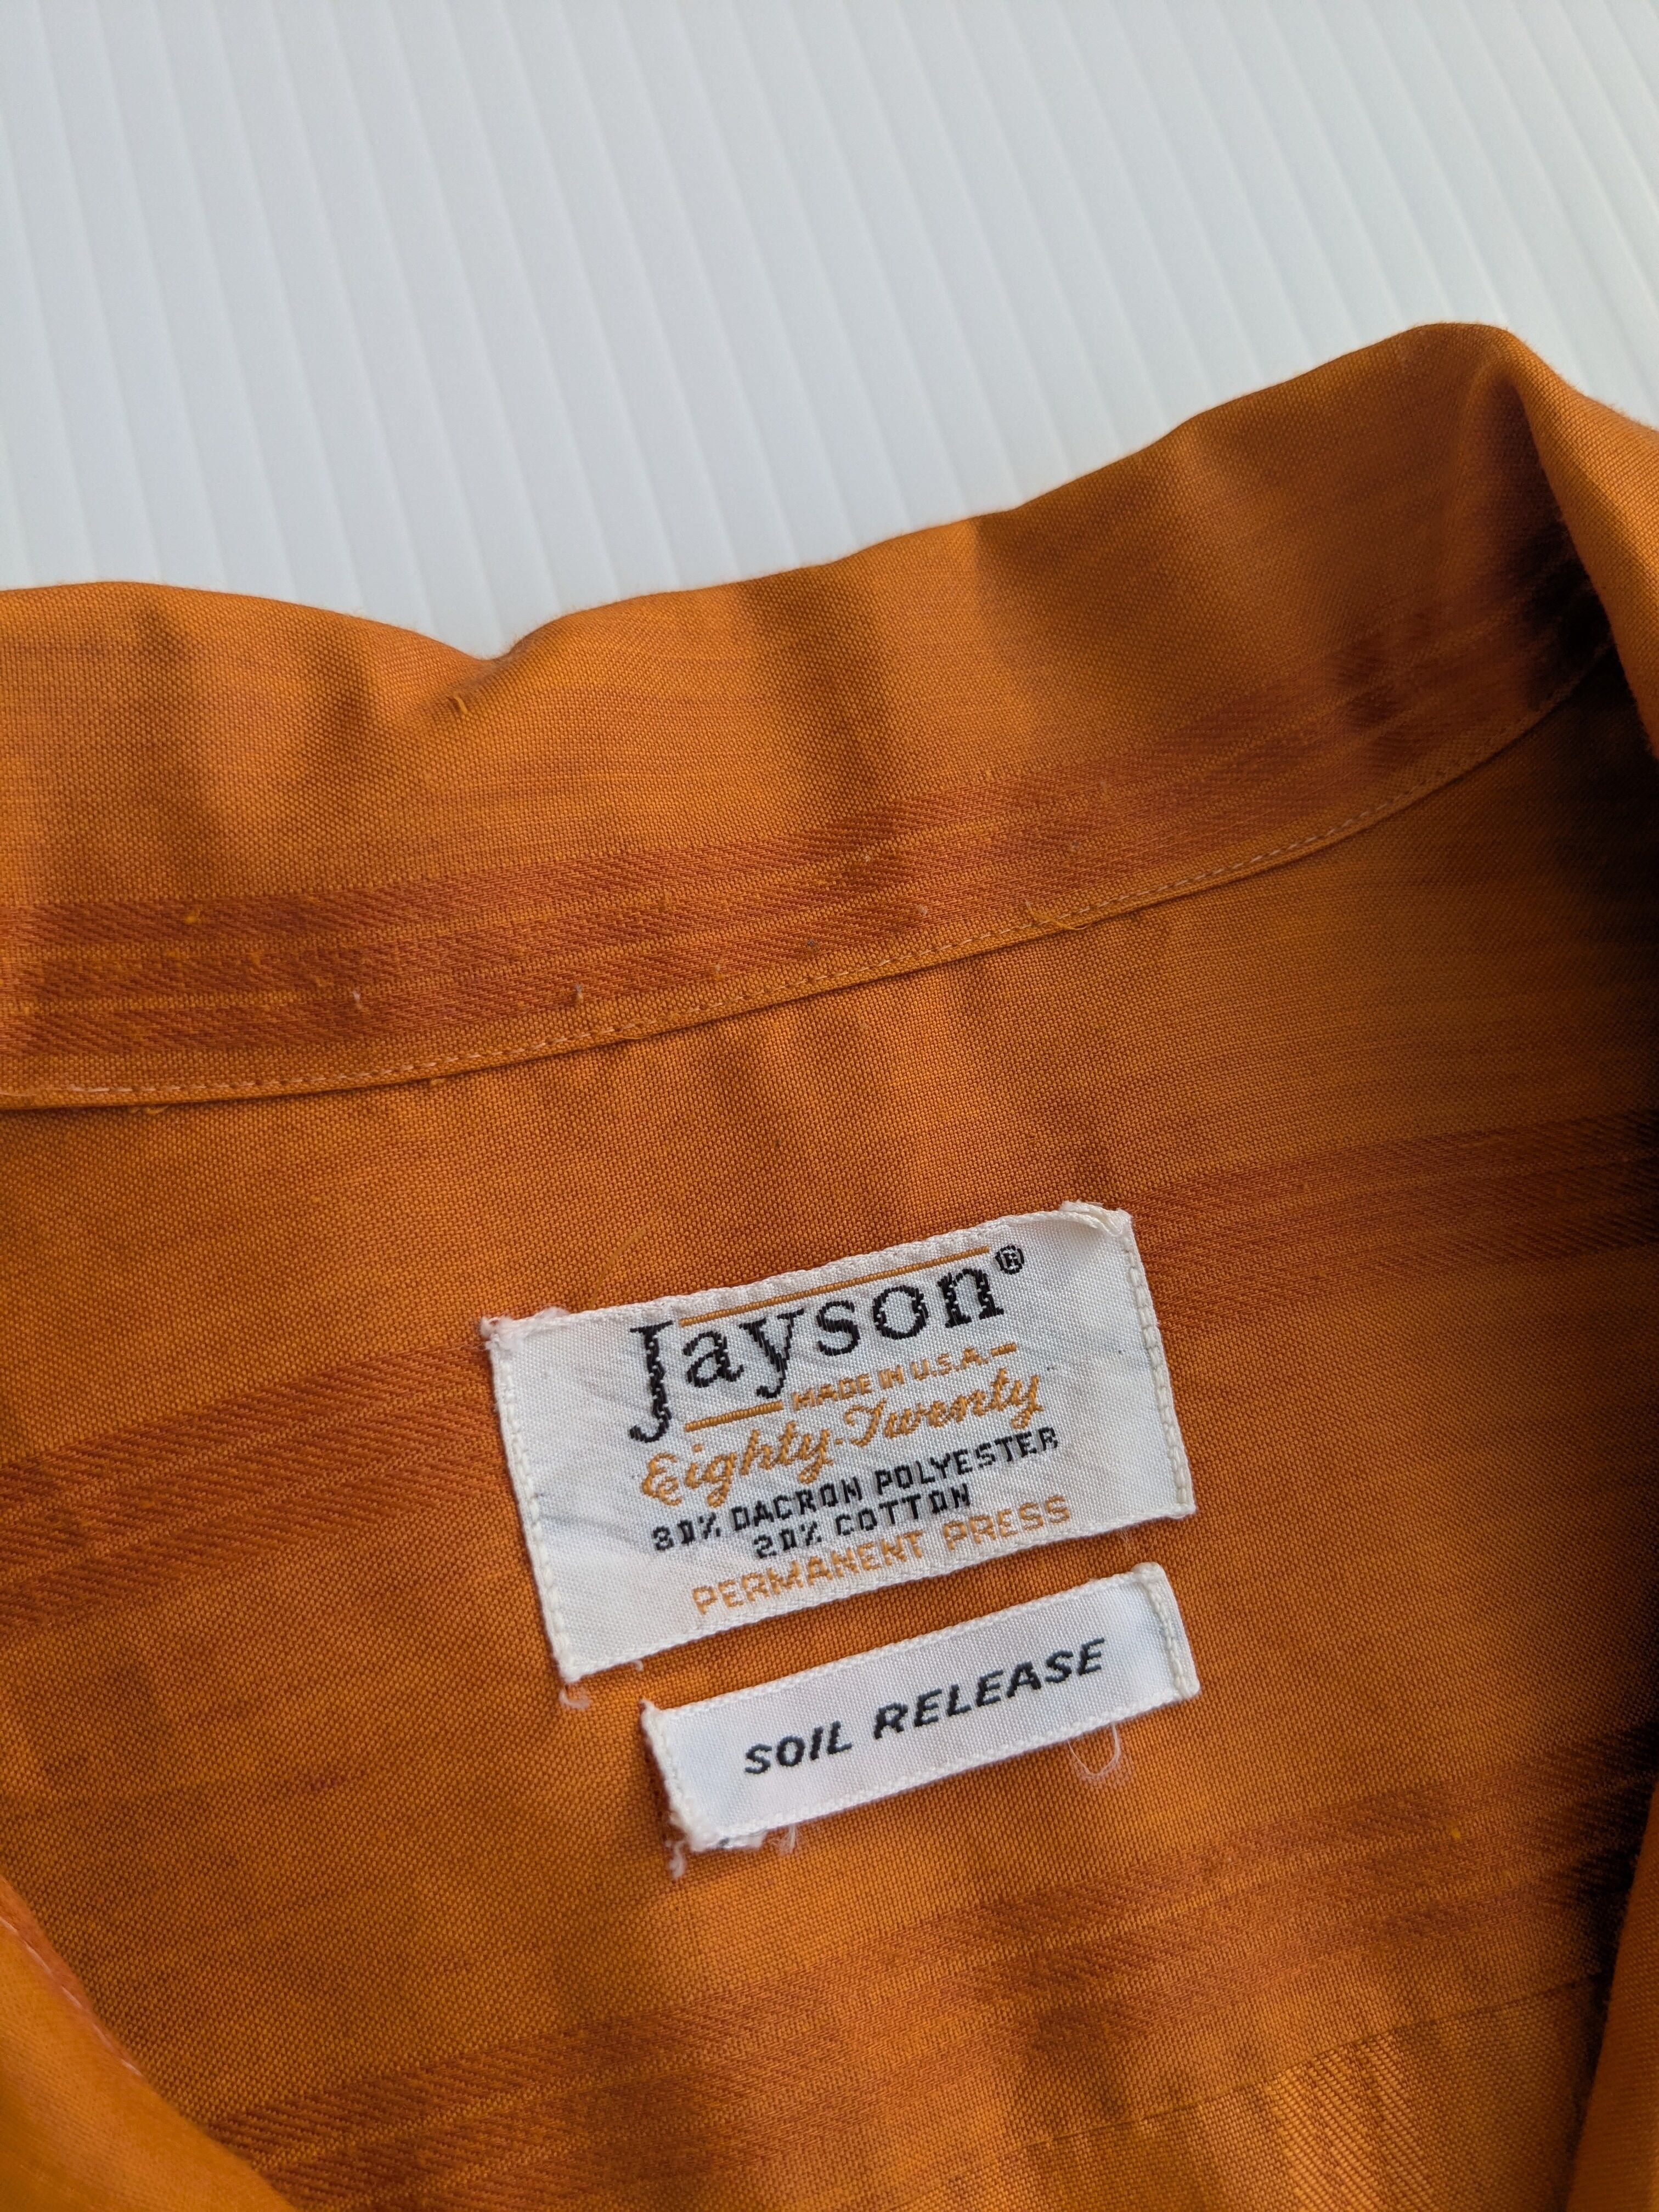 Jayson®
MADE IN U.S.A.
Eighty-Twenty
80% DACRON POLYESTER
20% COTTON
PERMANENT PRESS
SOIL RELEASE